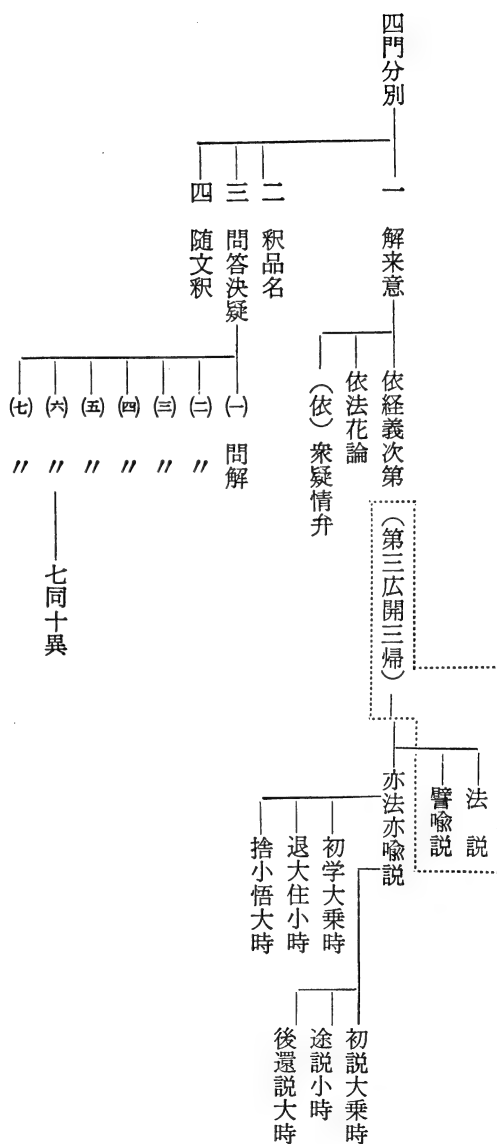 四門分別
一　解来意
二　釈品名
三　問答決疑
四　随文釈
依経義次第
依法花論
(依)衆疑情弁
(一)　問解
(二)　〃
(三)　〃
(四)　〃
(五)　〃
(六)　〃
(七)　〃
七同十異
(第三広開三帰)
法　説
譬喩説
亦法亦喩説
初学大乗時
退大住小時
捨小悟大時
初説大乗時
途説小時
後還説大時